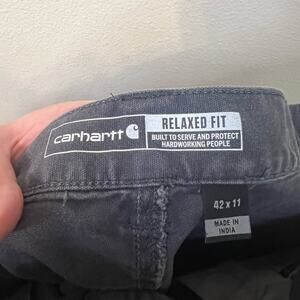 carhartt
RELAXED FIT
BUILT TO SERVE AND PROTECT
HARDWORKING PEOPLE
42 x 11
MADE IN
INDIA